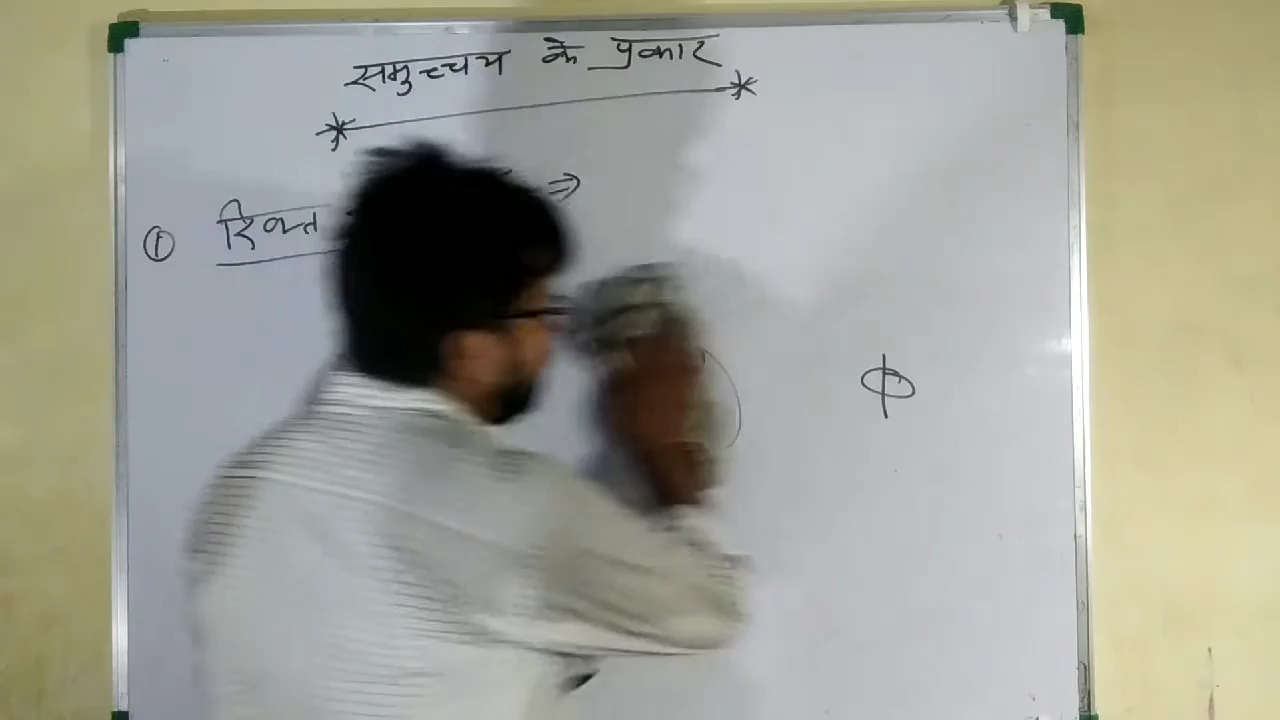 समुच्चय के प्रकार
① रिक्त ⇒
ϕ